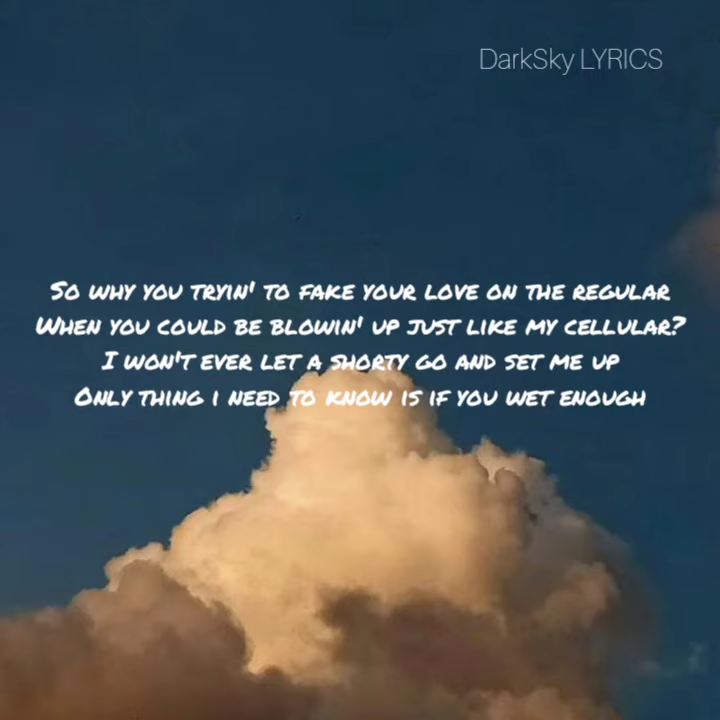 DarkSky LYRICS
So why you tryin' to fake your love on the regular
When you could be blowin' up just like my cellular?
I won't ever let a shorty go and set me up
Only thing i need to know is if you wet enough